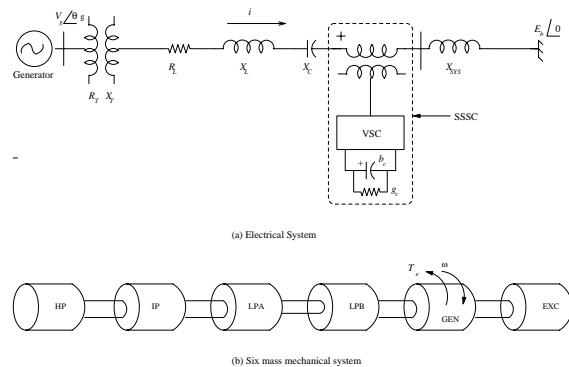 V_g∠θ_g
i
E_b∠0
Generator
R_T X_T
R_L
X_L
X_C
+
X_SYS
SSSC
VSC
+
b_c
g_c
(a) Electrical System
T_e
ω
HP
IP
LPA
LPB
GEN
EXC
(b) Six mass mechanical system